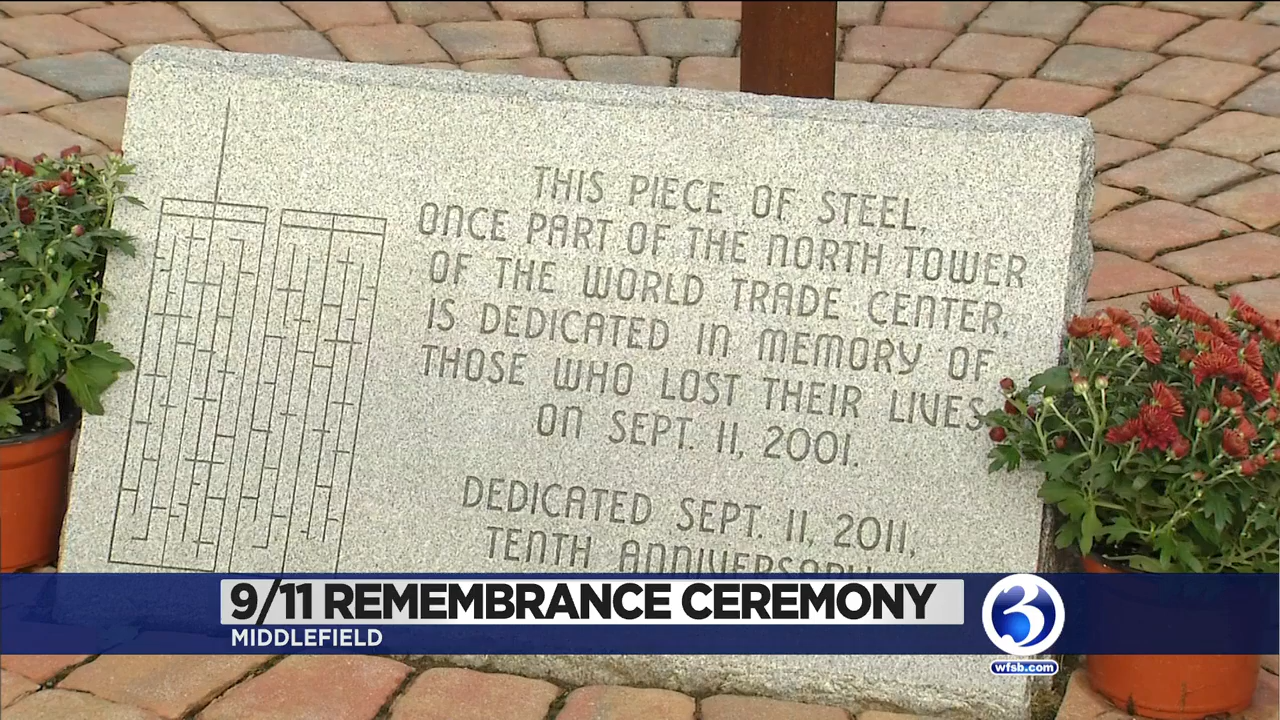 THIS PIECE OF STEEL,
ONCE PART OF THE NORTH TOWER
OF THE WORLD TRADE CENTER,
IS DEDICATED IN MEMORY OF
THOSE WHO LOST THEIR LIVES
ON SEPT. 11, 2001.
DEDICATED SEPT. 11, 2011,
TENTH ANNIVERSARY
9/11 REMEMBRANCE CEREMONY
MIDDLEFIELD
3
wfsb.com